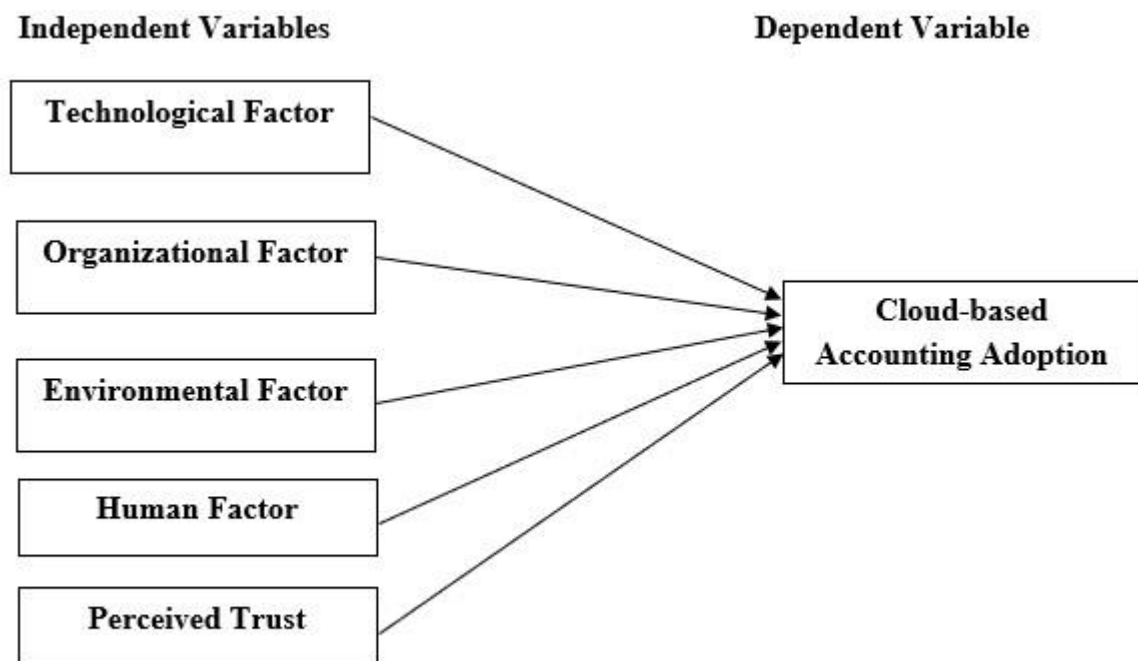 Independent Variables
Dependent Variable
Technological Factor
Organizational Factor
Environmental Factor
Human Factor
Perceived Trust
Cloud-based
Accounting Adoption